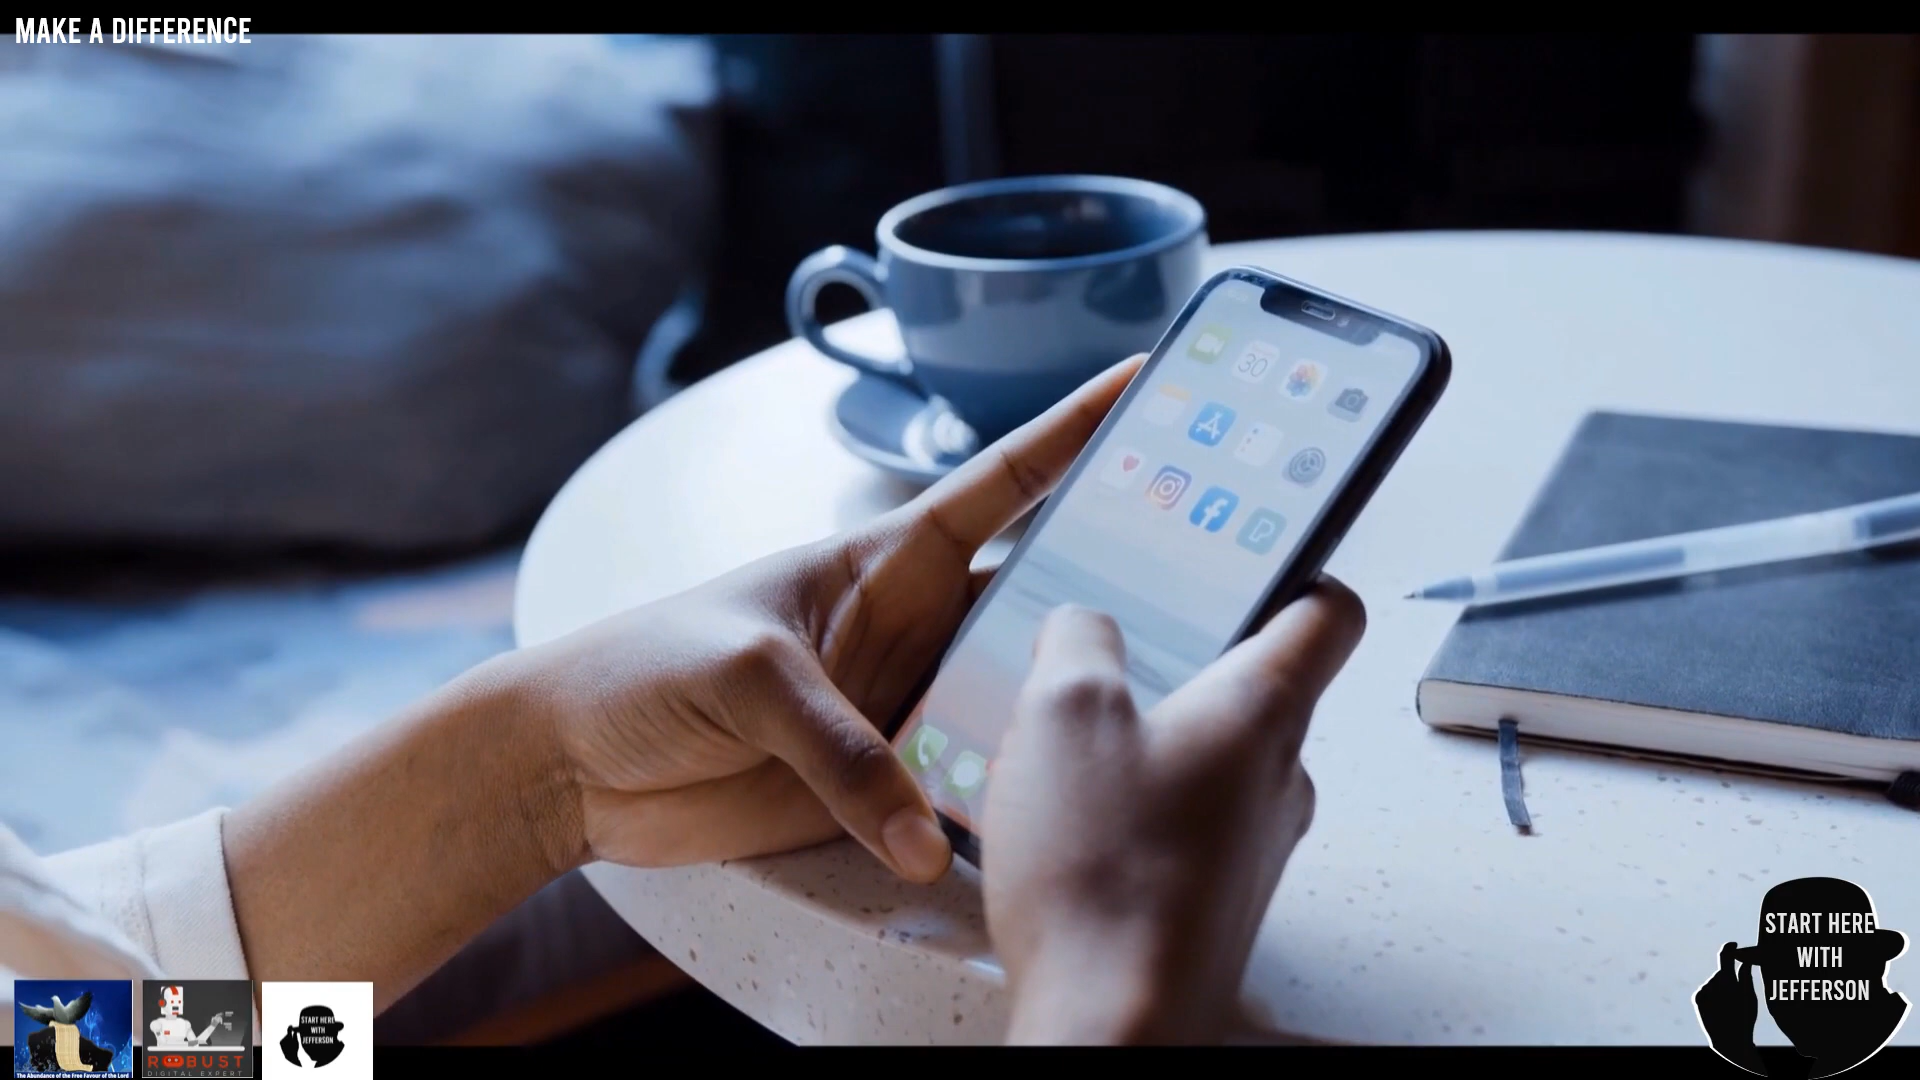 MAKE A DIFFERENCE
30
START HERE
WITH
JEFFERSON
The Abundance of the Free Favour of the Lord
ROBUST
DIGITAL EXPERT
START HERE
WITH
JEFFERSON